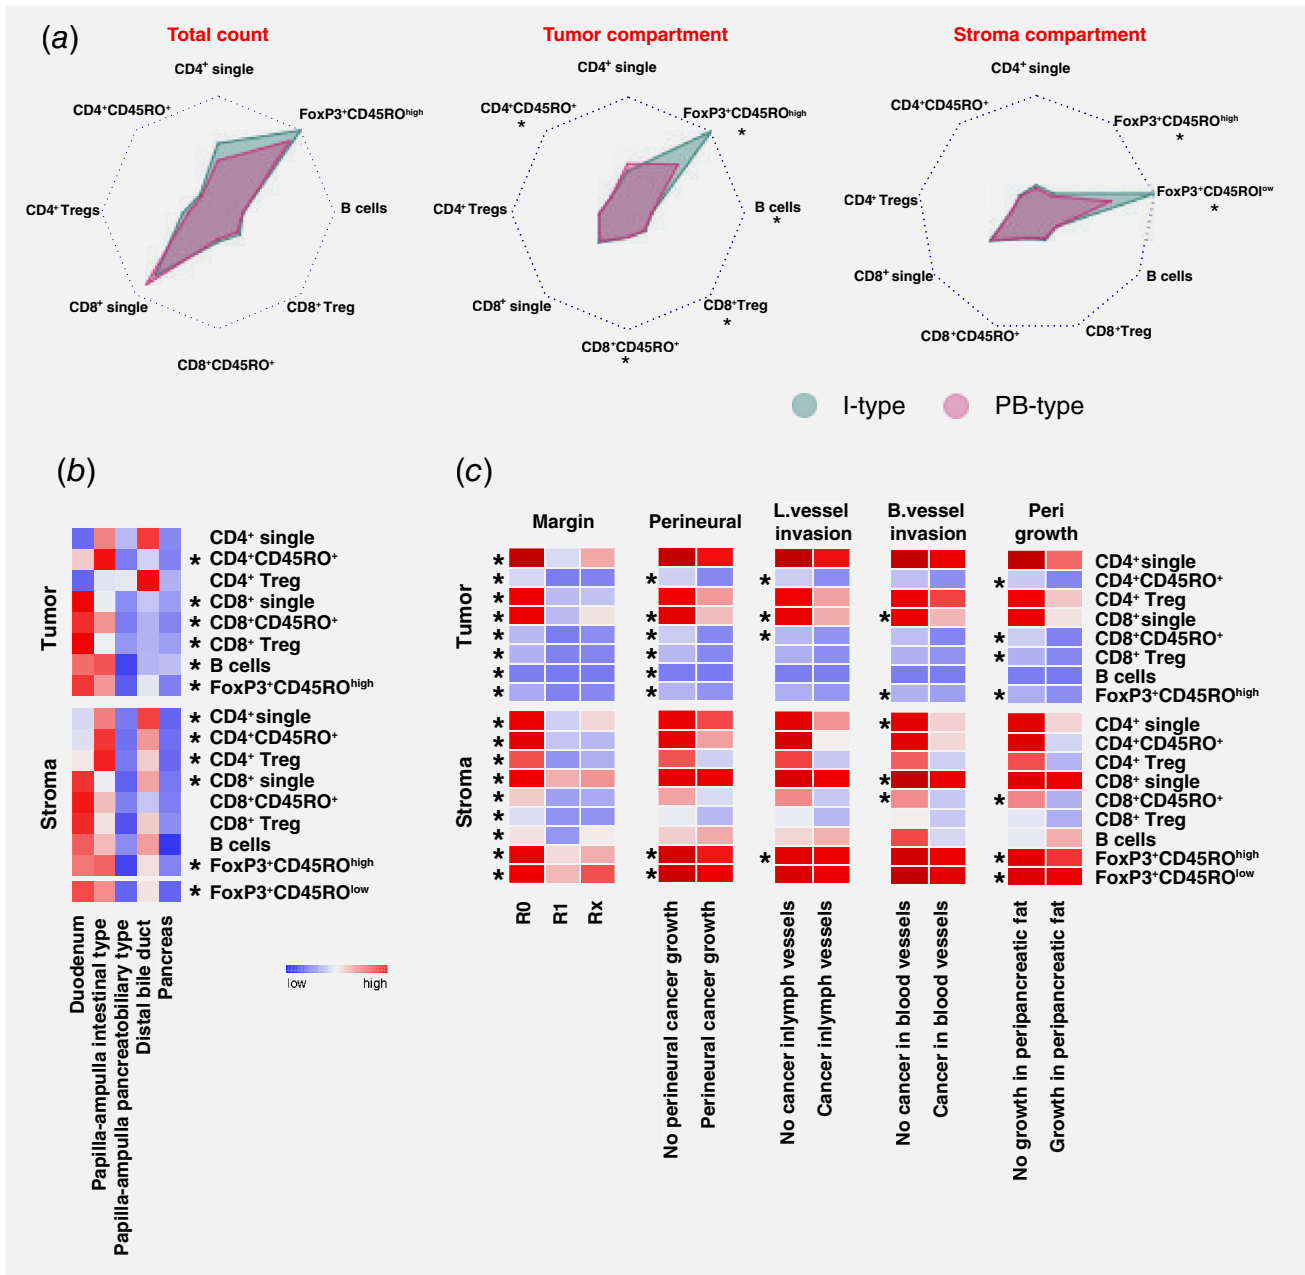 (a)
Total count
CD4+ single
CD4+CD45RO+
FoxP3+CD45ROhigh
CD4+ Tregs
B cells
CD8+ single
CD8+ Treg
CD8+CD45RO+
Tumor compartment
CD4+ single
CD4+CD45RO+
*
FoxP3+CD45ROhigh
*
CD4+ Tregs
B cells
*
CD8+ single
CD8+Treg
*
CD8+CD45RO+
*
Stroma compartment
CD4+ single
CD4+CD45RO+
FoxP3+CD45ROhigh
*
CD4+ Tregs
FoxP3+CD45ROlow
*
CD8+ single
B cells
CD8+CD45RO+
CD8+Treg
I-type
PB-type
(b)
Tumor
CD4+ single
* CD4+CD45RO+
CD4+ Treg
* CD8+ single
* CD8+CD45RO+
* CD8+ Treg
* B cells
* FoxP3+CD45ROhigh
Stroma
* CD4+single
* CD4+CD45RO+
* CD4+ Treg
* CD8+ single
CD8+CD45RO+
CD8+ Treg
B cells
* FoxP3+CD45ROhigh
* FoxP3+CD45ROlow
Duodenum
Papilla-ampulla intestinal type
Papilla-ampulla pancreatobiliary type
Distal bile duct
Pancreas
low
high
(c)
Margin
Perineural
L.vessel
invasion
B.vessel
invasion
Peri
growth
Tumor
* CD4+single
* * * * CD4+CD45RO+
* CD4+ Treg
* * * * CD8+single
* * * * CD8+CD45RO+
* * * CD8+ Treg
* * B cells
* * * * FoxP3+CD45ROhigh
Stroma
* * CD4+ single
* CD4+CD45RO+
* CD4+ Treg
* * CD8+ single
* * * CD8+CD45RO+
* CD8+ Treg
* B cells
* * * * FoxP3+CD45ROhigh
* * * FoxP3+CD45ROlow
R0
R1
Rx
No perineural cancer growth
Perineural cancer growth
No cancer inlymph vessels
Cancer inlymph vessels
No cancer in blood vessels
Cancer in blood vessels
No growth in peripancreatic fat
Growth in peripancreatic fat